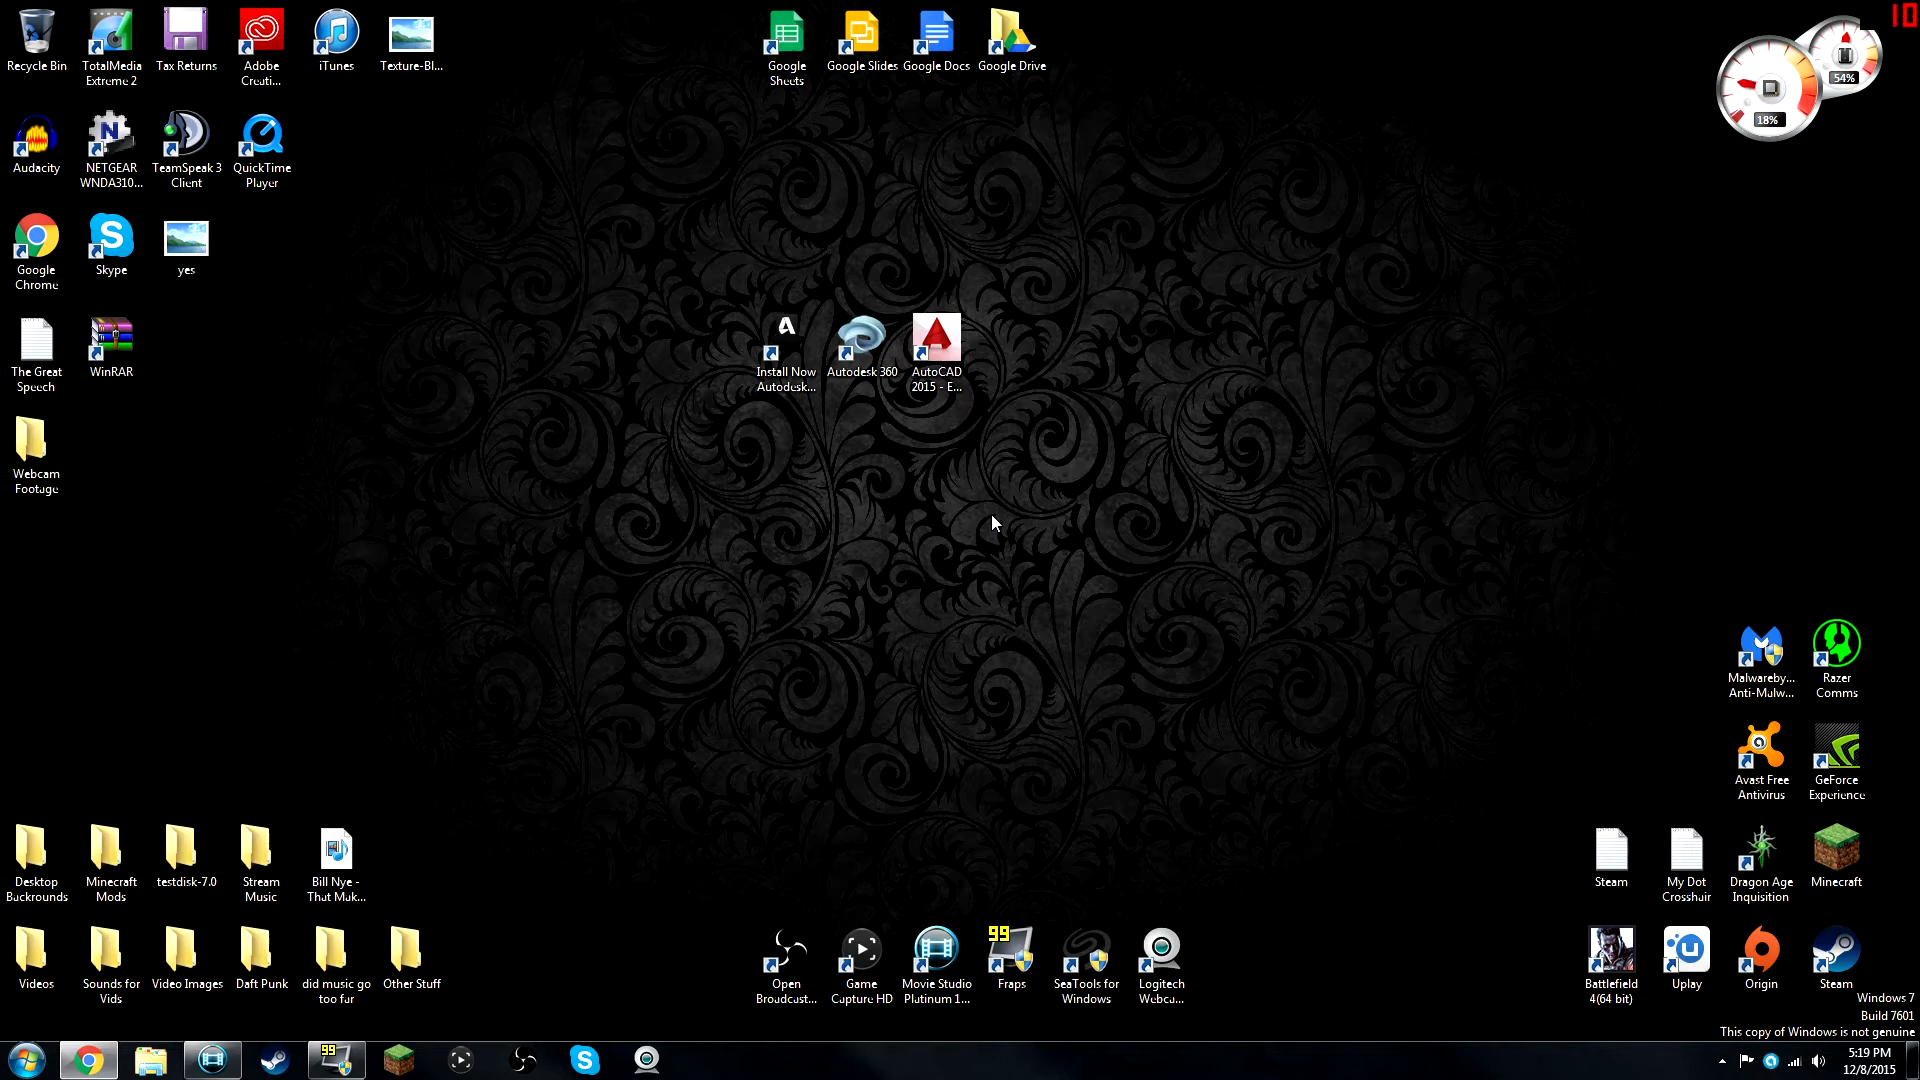 10
Recycle Bin
TotalMedia
Extreme 2
Tax Returns
Adobe
Creati...
iTunes
Texture-Bl...
Google
Sheets
Google Slides
Google Docs
Google Drive
54%
18%
Audacity
NETGEAR
WNDA310...
TeamSpeak 3
Client
QuickTime
Player
Google
Chrome
Skype
yes
The Great
Speech
WinRAR
Install Now
Autodesk...
Autodesk 360
AutoCAD
2015 - E...
Webcam
Footage
Malwareby...
Anti-Malw...
Razer
Comms
Avast Free
Antivirus
GeForce
Experience
Desktop
Backrounds
Minecraft
Mods
testdisk-7.0
Stream
Music
Bill Nye -
That Mak...
Steam
My Dot
Crosshair
Dragon Age
Inquisition
Minecraft
Videos
Sounds for
Vids
Video Images
Daft Punk
did music go
too far
Other Stuff
Open
Broadcast...
Game
Capture HD
Movie Studio
Platinum 1...
99
Fraps
SeaTools for
Windows
Logitech
Webca...
Battlefield
4(64 bit)
Uplay
Origin
Steam
Windows 7
Build 7601
This copy of Windows is not genuine
99
5:19 PM
12/8/2015